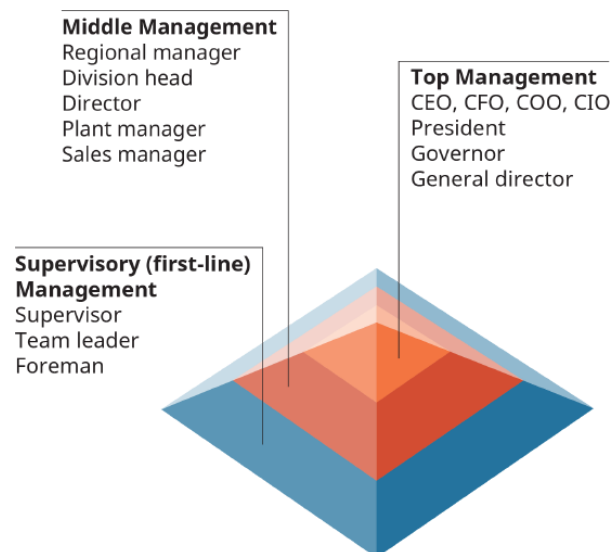 Middle Management
Regional manager
Division head
Director
Plant manager
Sales manager
Top Management
CEO, CFO, COO, CIO
President
Governor
General director
Supervisory (first-line)
Management
Supervisor
Team leader
Foreman